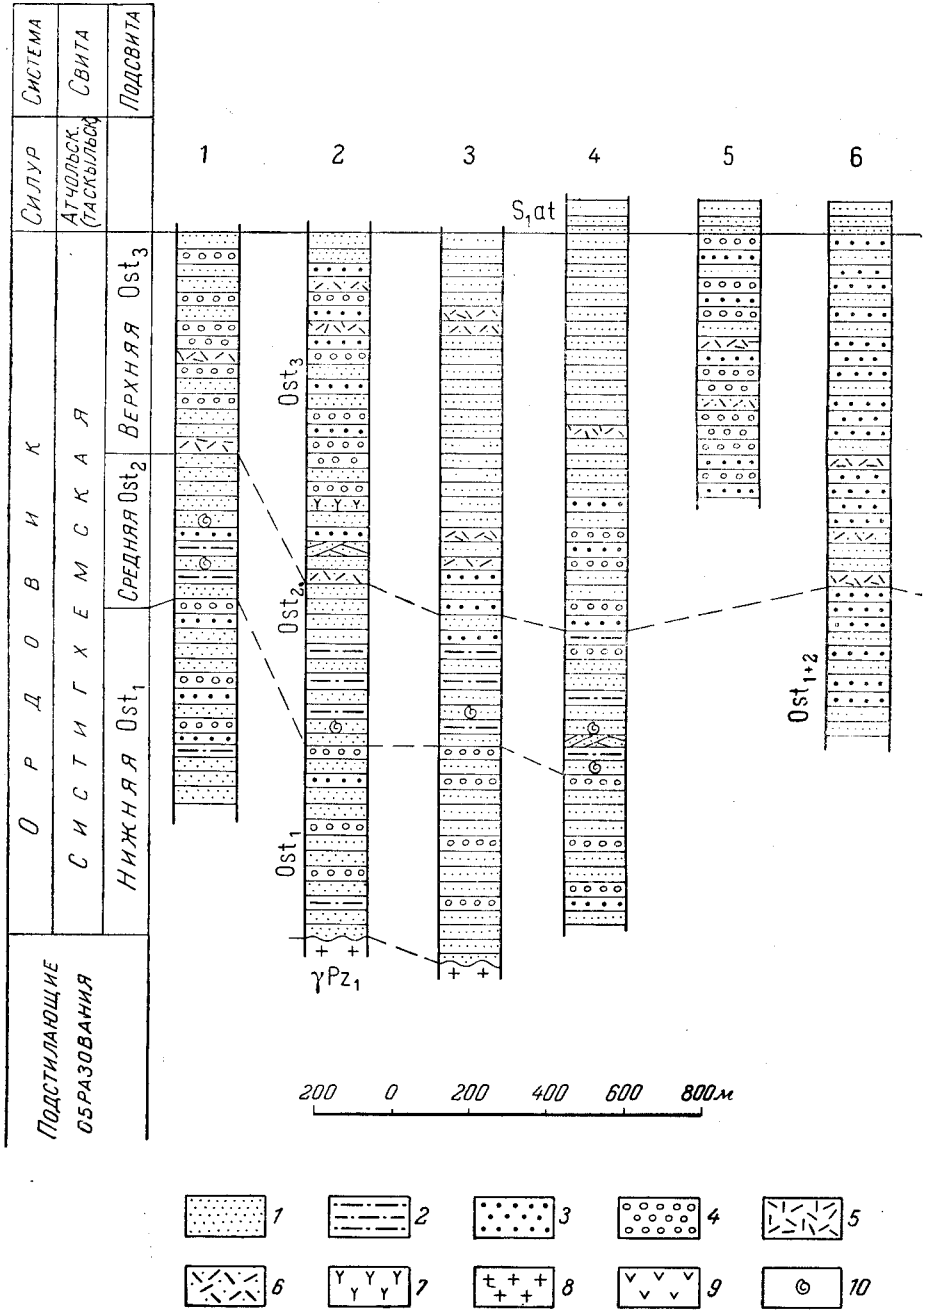 Система Свита Подсвита
Силур
Атчольск.
(Таскыльск)
Ордовик
Систигхемская
Верхняя Ost₃
Средняя Ost₂
Нижняя Ost₁
Подстилающие
образования
1 2 3 4 5 6
S₁at
Ost₃
Ost₂
Ost₁
Ost₁₊₂
γPz₁
200 0 200 400 600 800м
1 2 3 4 5
6 7 8 9 10